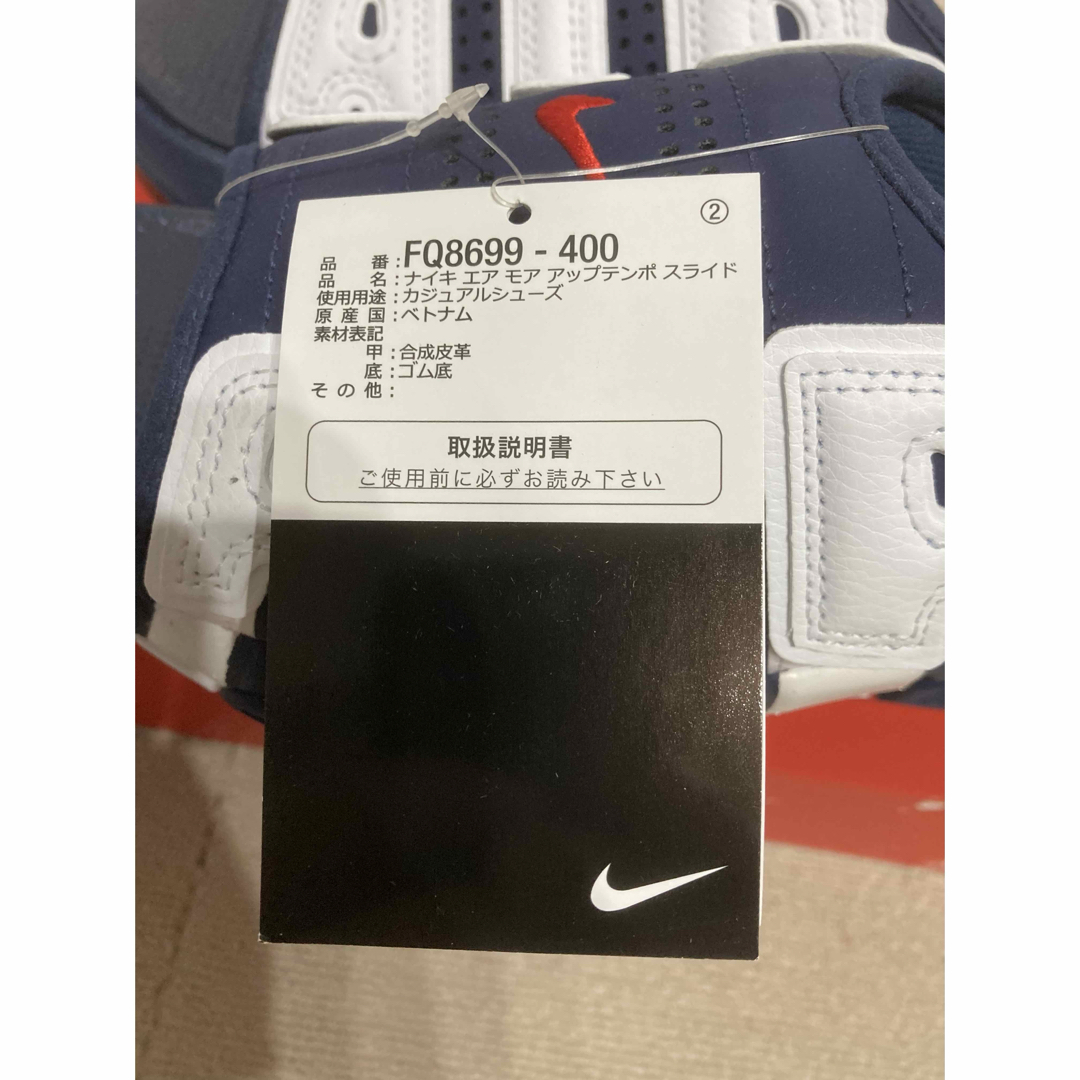 ②
品番:FQ8699 - 400
品名:ナイキ エア モア アップテンポ スライド
使用用途:カジュアルシューズ
原産国:ベトナム
素材表記
甲:合成皮革
底:ゴム底
その他:
取扱説明書
ご使用前に必ずお読み下さい